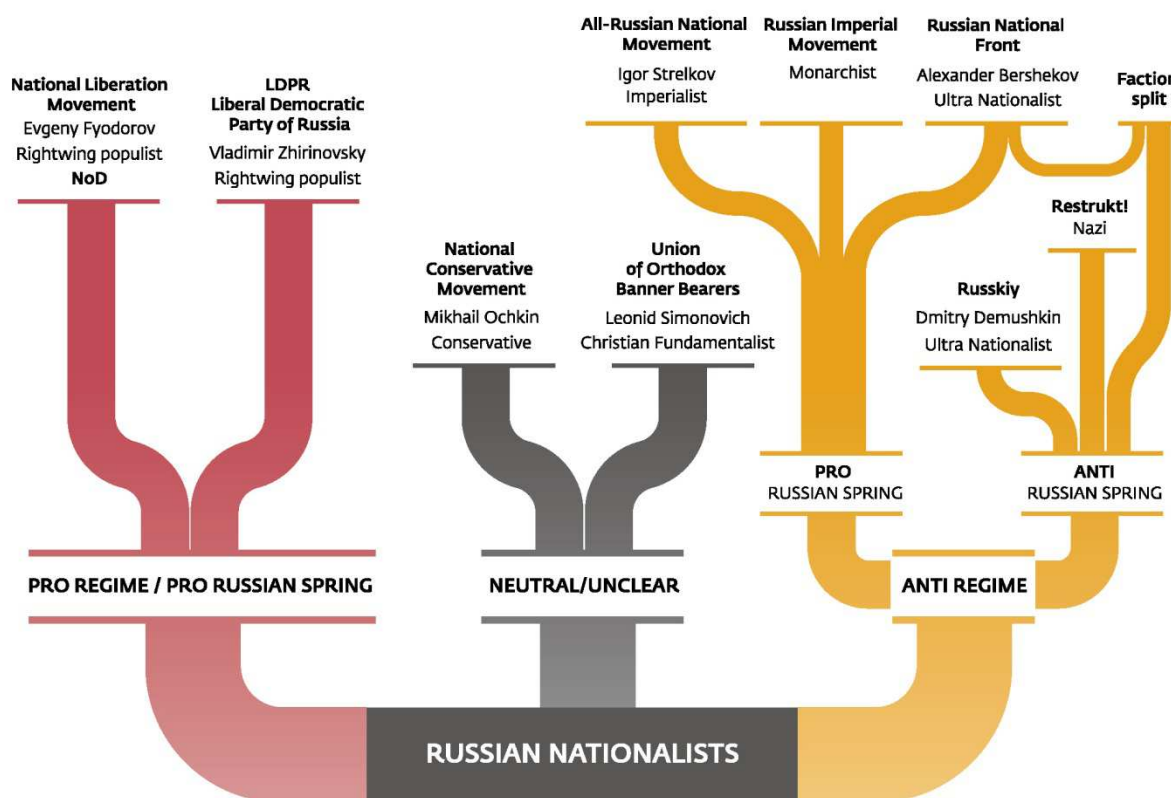 National Liberation
Movement
Evgeny Fyodorov
Rightwing populist
NoD
LDPR
Liberal Democratic
Party of Russia
Vladimir Zhirinovsky
Rightwing populist
National
Conservative
Movement
Mikhail Ochkin
Conservative
Union
of Orthodox
Banner Bearers
Leonid Simonovich
Christian Fundamentalist
All-Russian National
Movement
Igor Strelkov
Imperialist
Russian Imperial
Movement
Monarchist
Russian National
Front
Alexander Bershekov
Ultra Nationalist
Faction
split
Restrukt!
Nazi
Russkiy
Dmitry Demushkin
Ultra Nationalist
PRO
RUSSIAN SPRING
ANTI
RUSSIAN SPRING
PRO REGIME / PRO RUSSIAN SPRING
NEUTRAL/UNCLEAR
ANTI REGIME
RUSSIAN NATIONALISTS